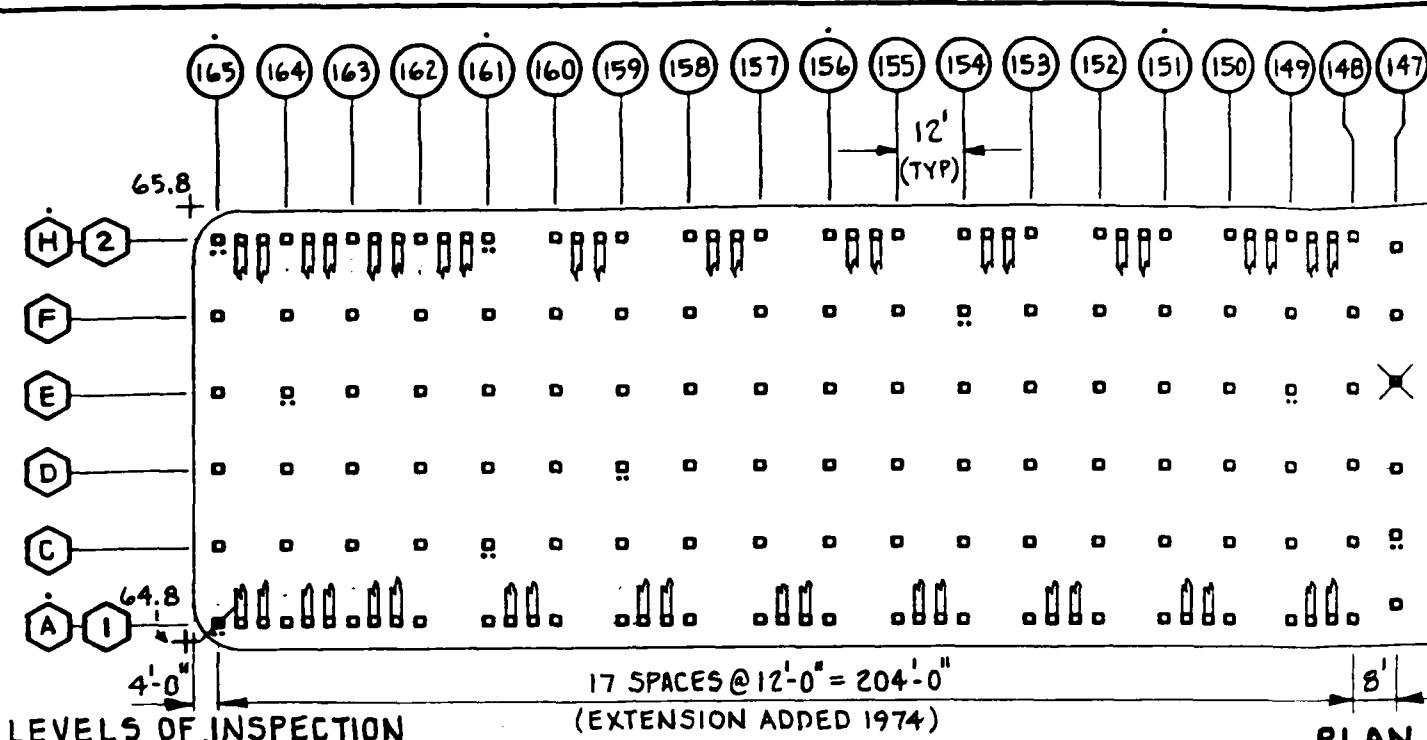 165 164 163 162 161 160 159 158 157 156 155 154 153 152 151 150 149 148 147
12'
(TYP)
65.8
H 2
F
E
D
C
64.8
A 1
4'-0"
17 SPACES @ 12'-0" = 204'-0"
8'
(EXTENSION ADDED 1974)
LEVELS OF INSPECTION
PLAN